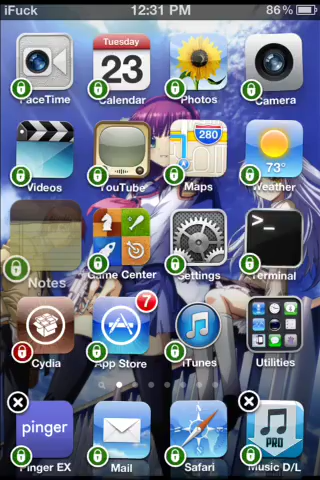 iFuck 12:31 PM 86%
Tuesday
23
280
73°
FaceTime Calendar Photos Camera
Videos YouTube Maps Weather
>_
Notes Game Center Settings Terminal
7
Cydia App Store iTunes Utilities
pinger
PRO
Pinger EX Mail Safari Music D/L